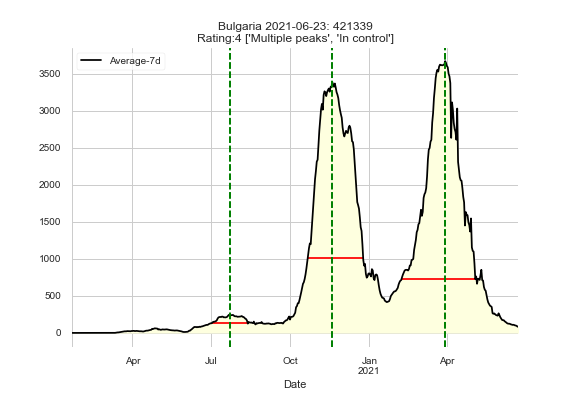 Bulgaria 2021-06-23: 421339
Rating:4 ['Multiple peaks', 'In control']
Average-7d
3500
3000
2500
2000
1500
1000
500
0
Apr
Jul
Oct
Jan
2021
Apr
Date